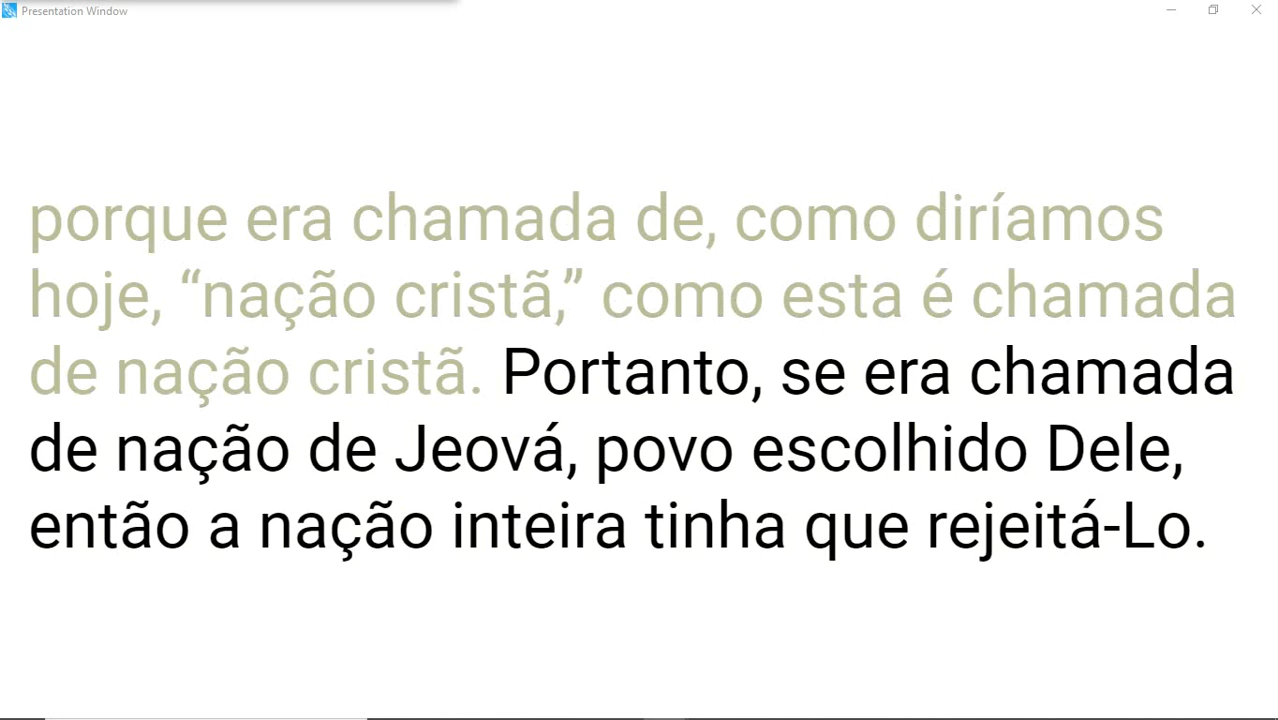 Presentation Window
porque era chamada de, como diríamos
hoje, “nação cristã,” como esta é chamada
de nação cristã. Portanto, se era chamada
de nação de Jeová, povo escolhido Dele,
então a nação inteira tinha que rejeitá-Lo.